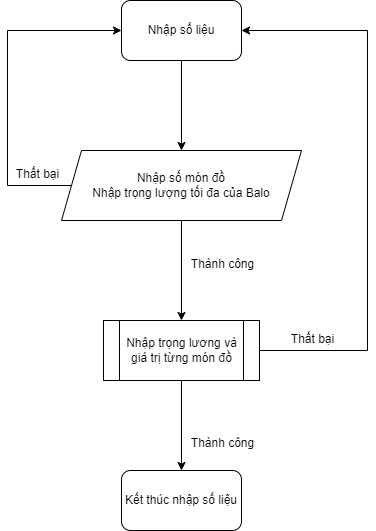 Nhập số liệu
Thất bại
Nhập số món đồ
Nhập trọng lượng tối đa của Balo
Thành công
Nhập trọng lương và
giá trị từng món đồ
Thất bại
Thành công
Kết thúc nhập số liệu